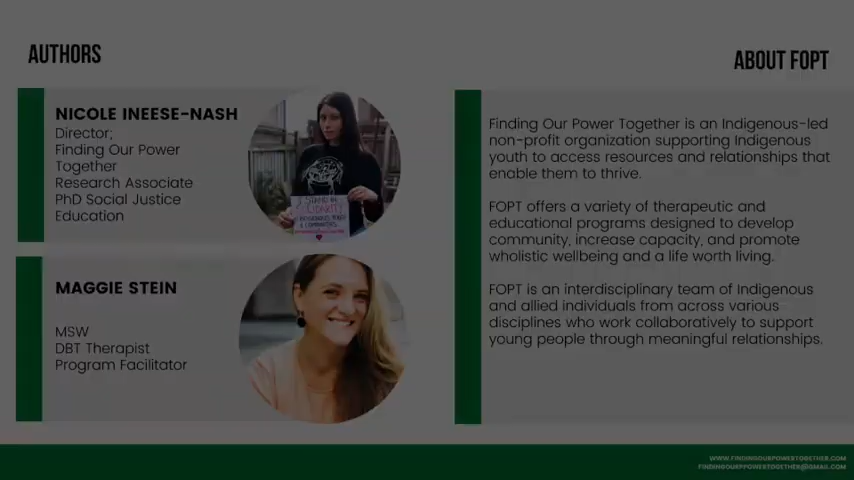 AUTHORS
NICOLE INEESE-NASH
Director;
Finding Our Power
Together
Research Associate
PhD Social Justice
Education
I STAND IN
SOLIDARITY
MAGGIE STEIN
MSW
DBT Therapist
Program Facilitator
ABOUT FOPT
Finding Our Power Together is an Indigenous-led
non-profit organization supporting Indigenous
youth to access resources and relationships that
enable them to thrive.
FOPT offers a variety of therapeutic and
educational programs designed to develop
community, increase capacity, and promote
wholistic wellbeing and a life worth living.
FOPT is an interdisciplinary team of Indigenous
and allied individuals from across various
disciplines who work collaboratively to support
young people through meaningful relationships.
WWW.FINDINGOURPOWESTOGETHER.COM
FINDINGOURPPOWERTOGETHER@GMAIL.COM